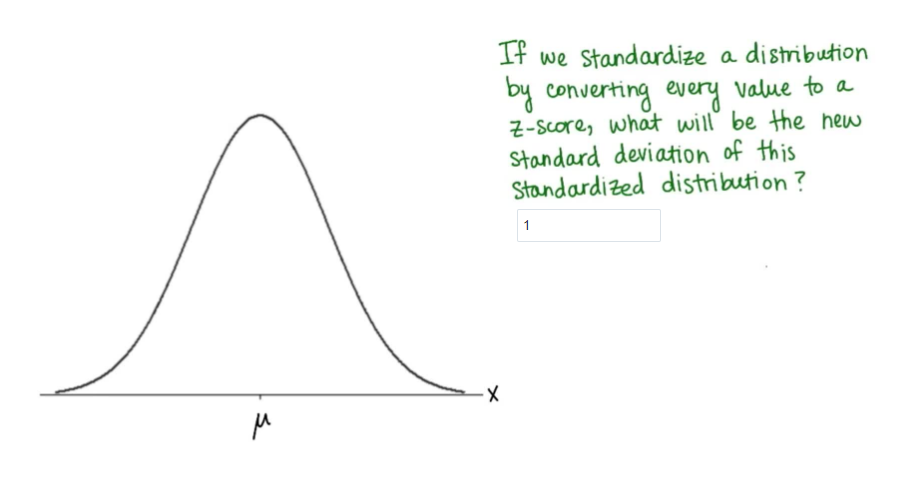 If we standardize a distribution
by converting every value to a
z-score, what will be the new
standard deviation of this
standardized distribution?
1
x
μ